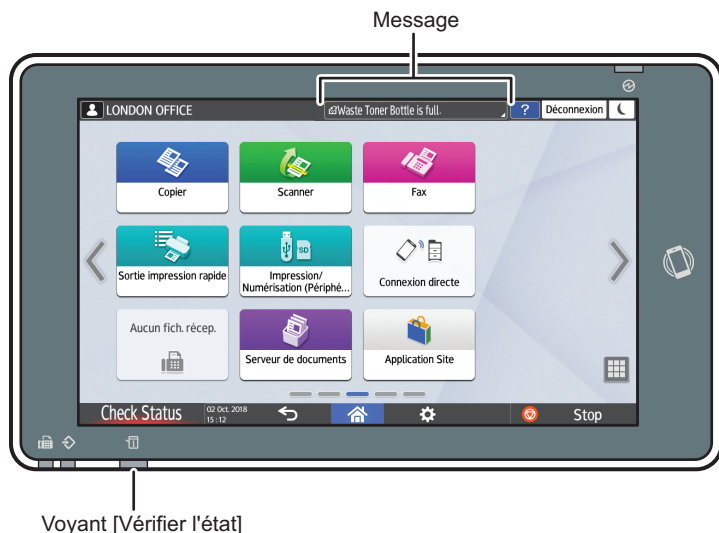 Message
LONDON OFFICE
Waste Toner Bottle is full.
?
Déconnexion
Copier
Scanner
Fax
SD
Sortie impression rapide
Impression/
Numérisation (Périphé...
Connexion directe
Aucun fich. récep.
Serveur de documents
Application Site
Check Status
02 Oct. 2018
15 : 12
Stop
Voyant [Vérifier l'état]